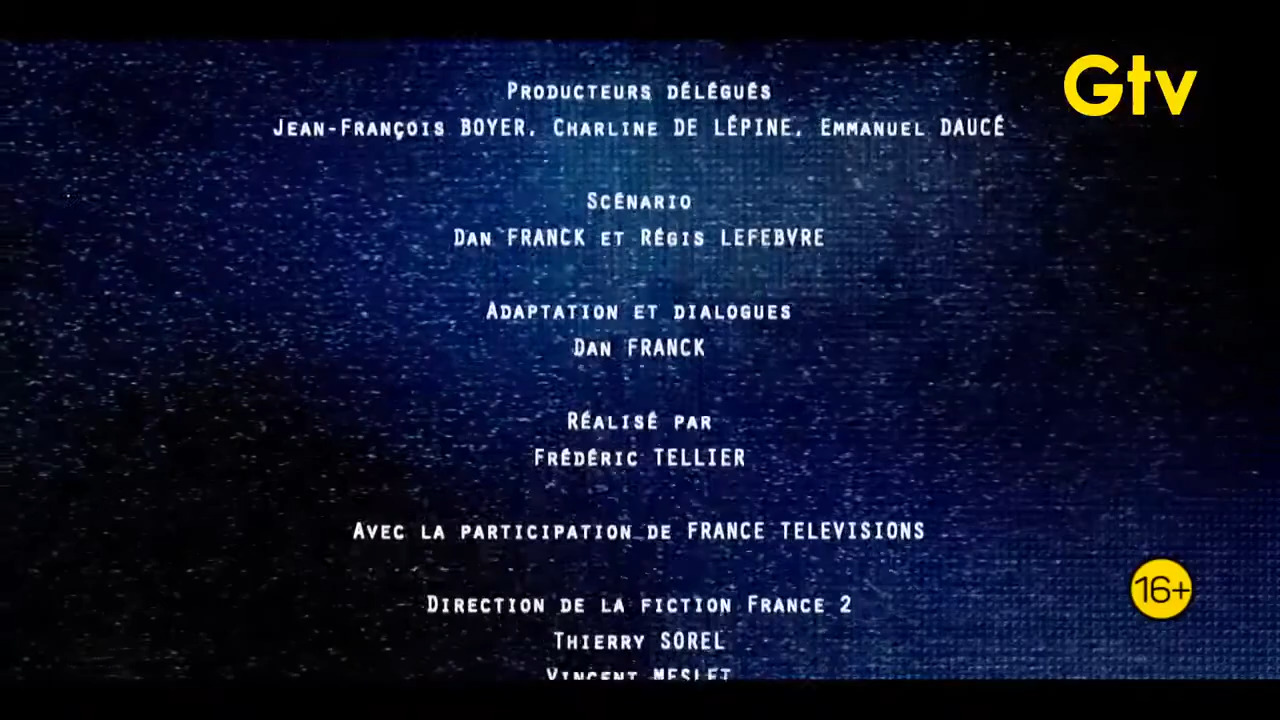 Gtv
Producteurs délégués
Jean-François BOYER, Charline DE LÉPINE, Emmanuel DAUCÉ
Scénario
Dan FRANCK et Régis LEFEBVRE
Adaptation et dialogues
Dan FRANCK
Réalisé par
Frédéric TELLIER
Avec la participation de FRANCE TELEVISIONS
16+
Direction de la fiction France 2
Thierry SOREL
Vincent MESLET